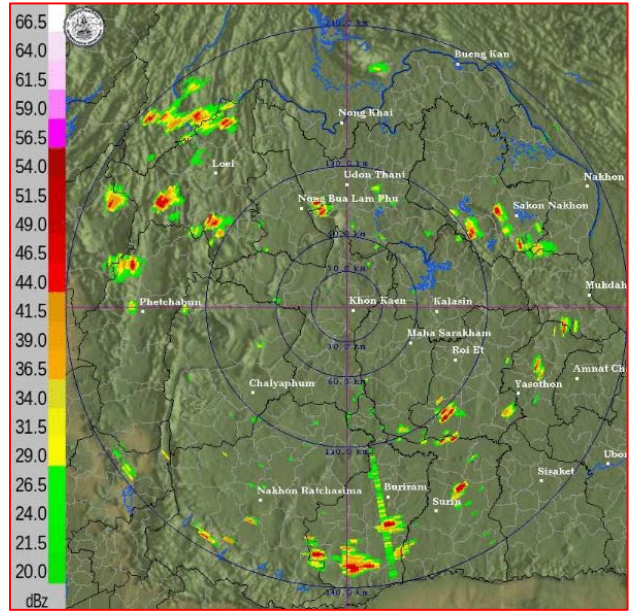 66.5
64.0
61.5
59.0
56.5
54.0
51.5
49.0
46.5
44.0
41.5
39.0
36.5
34.0
31.5
29.0
26.5
24.0
21.5
20.0
dBz
Bueng Kan
Nong Khai
Loei
Udon Thani
Nakhon
Nong Bua Lam Phu
Sakon Nakhon
Mukdah
Phetchabun
Khon Kaen
Kalasin
Maha Sarakham
Roi Et
Amnat Cha
Chaiyaphum
Yasothon
Ubon
Sisaket
Nakhon Ratchasima
Buriram
Surin